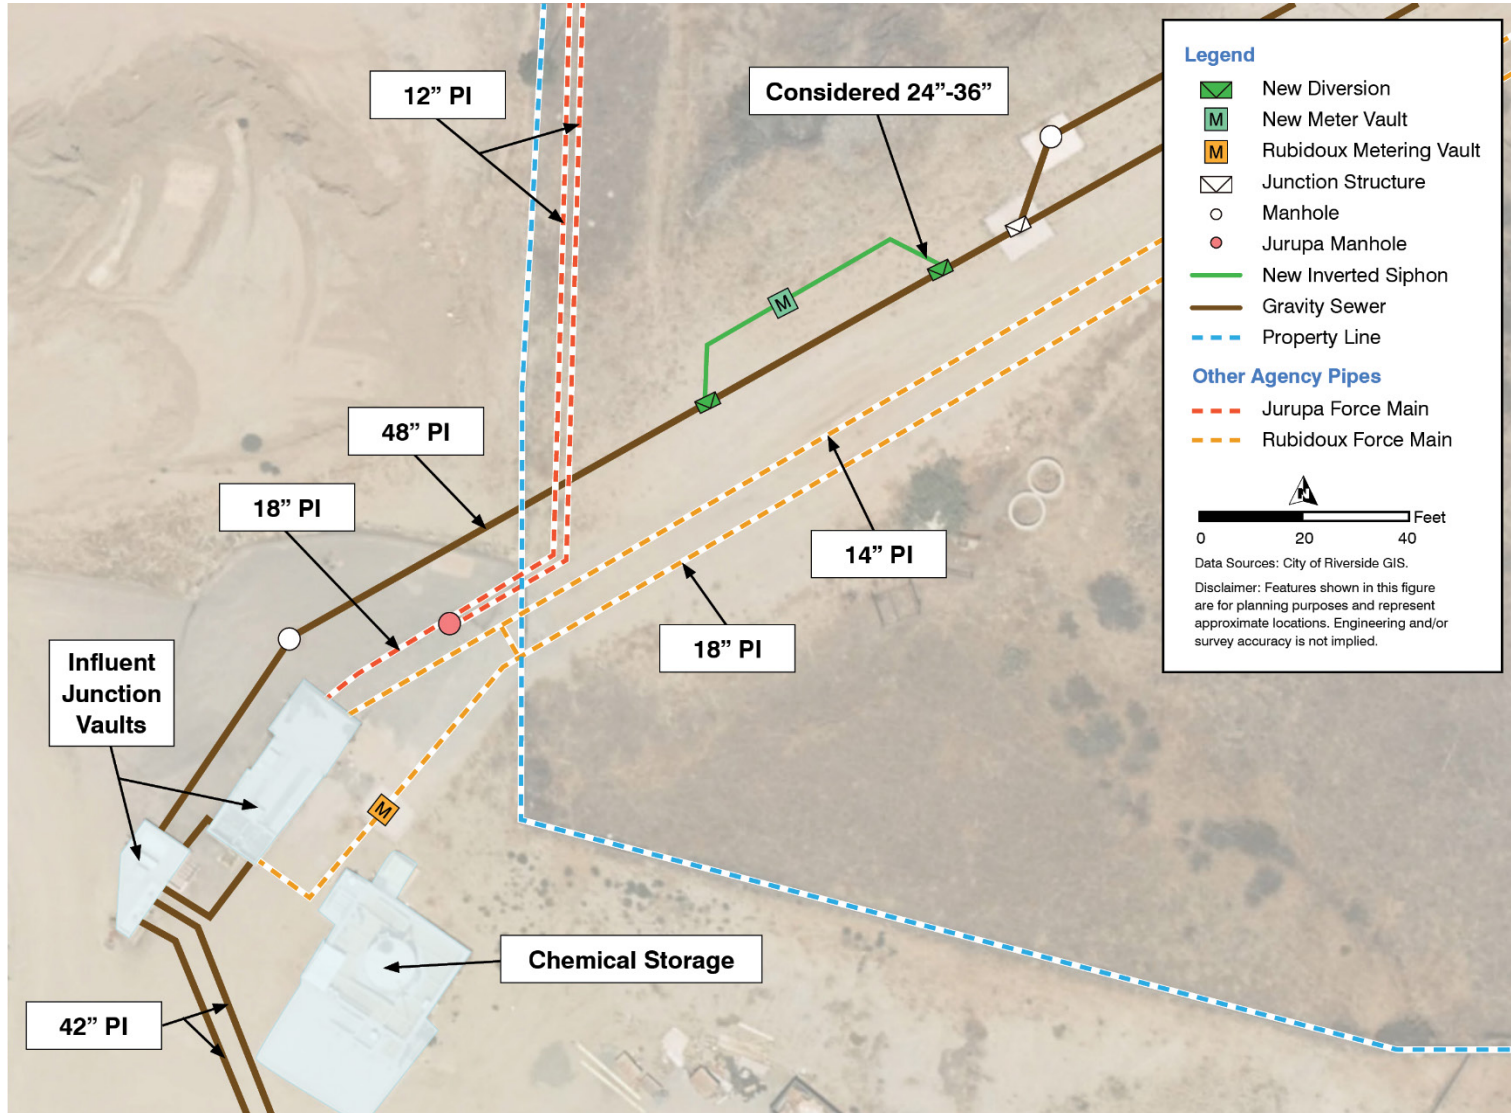 12” PI
Considered 24”-36”
48” PI
18” PI
14” PI
18” PI
Influent
Junction
Vaults
M
M
Chemical Storage
42” PI
Legend
New Diversion
M New Meter Vault
M Rubidoux Metering Vault
Junction Structure
Manhole
Jurupa Manhole
New Inverted Siphon
Gravity Sewer
Property Line
Other Agency Pipes
Jurupa Force Main
Rubidoux Force Main
N
Feet
0 20 40
Data Sources: City of Riverside GIS.
Disclaimer: Features shown in this figure
are for planning purposes and represent
approximate locations. Engineering and/or
survey accuracy is not implied.